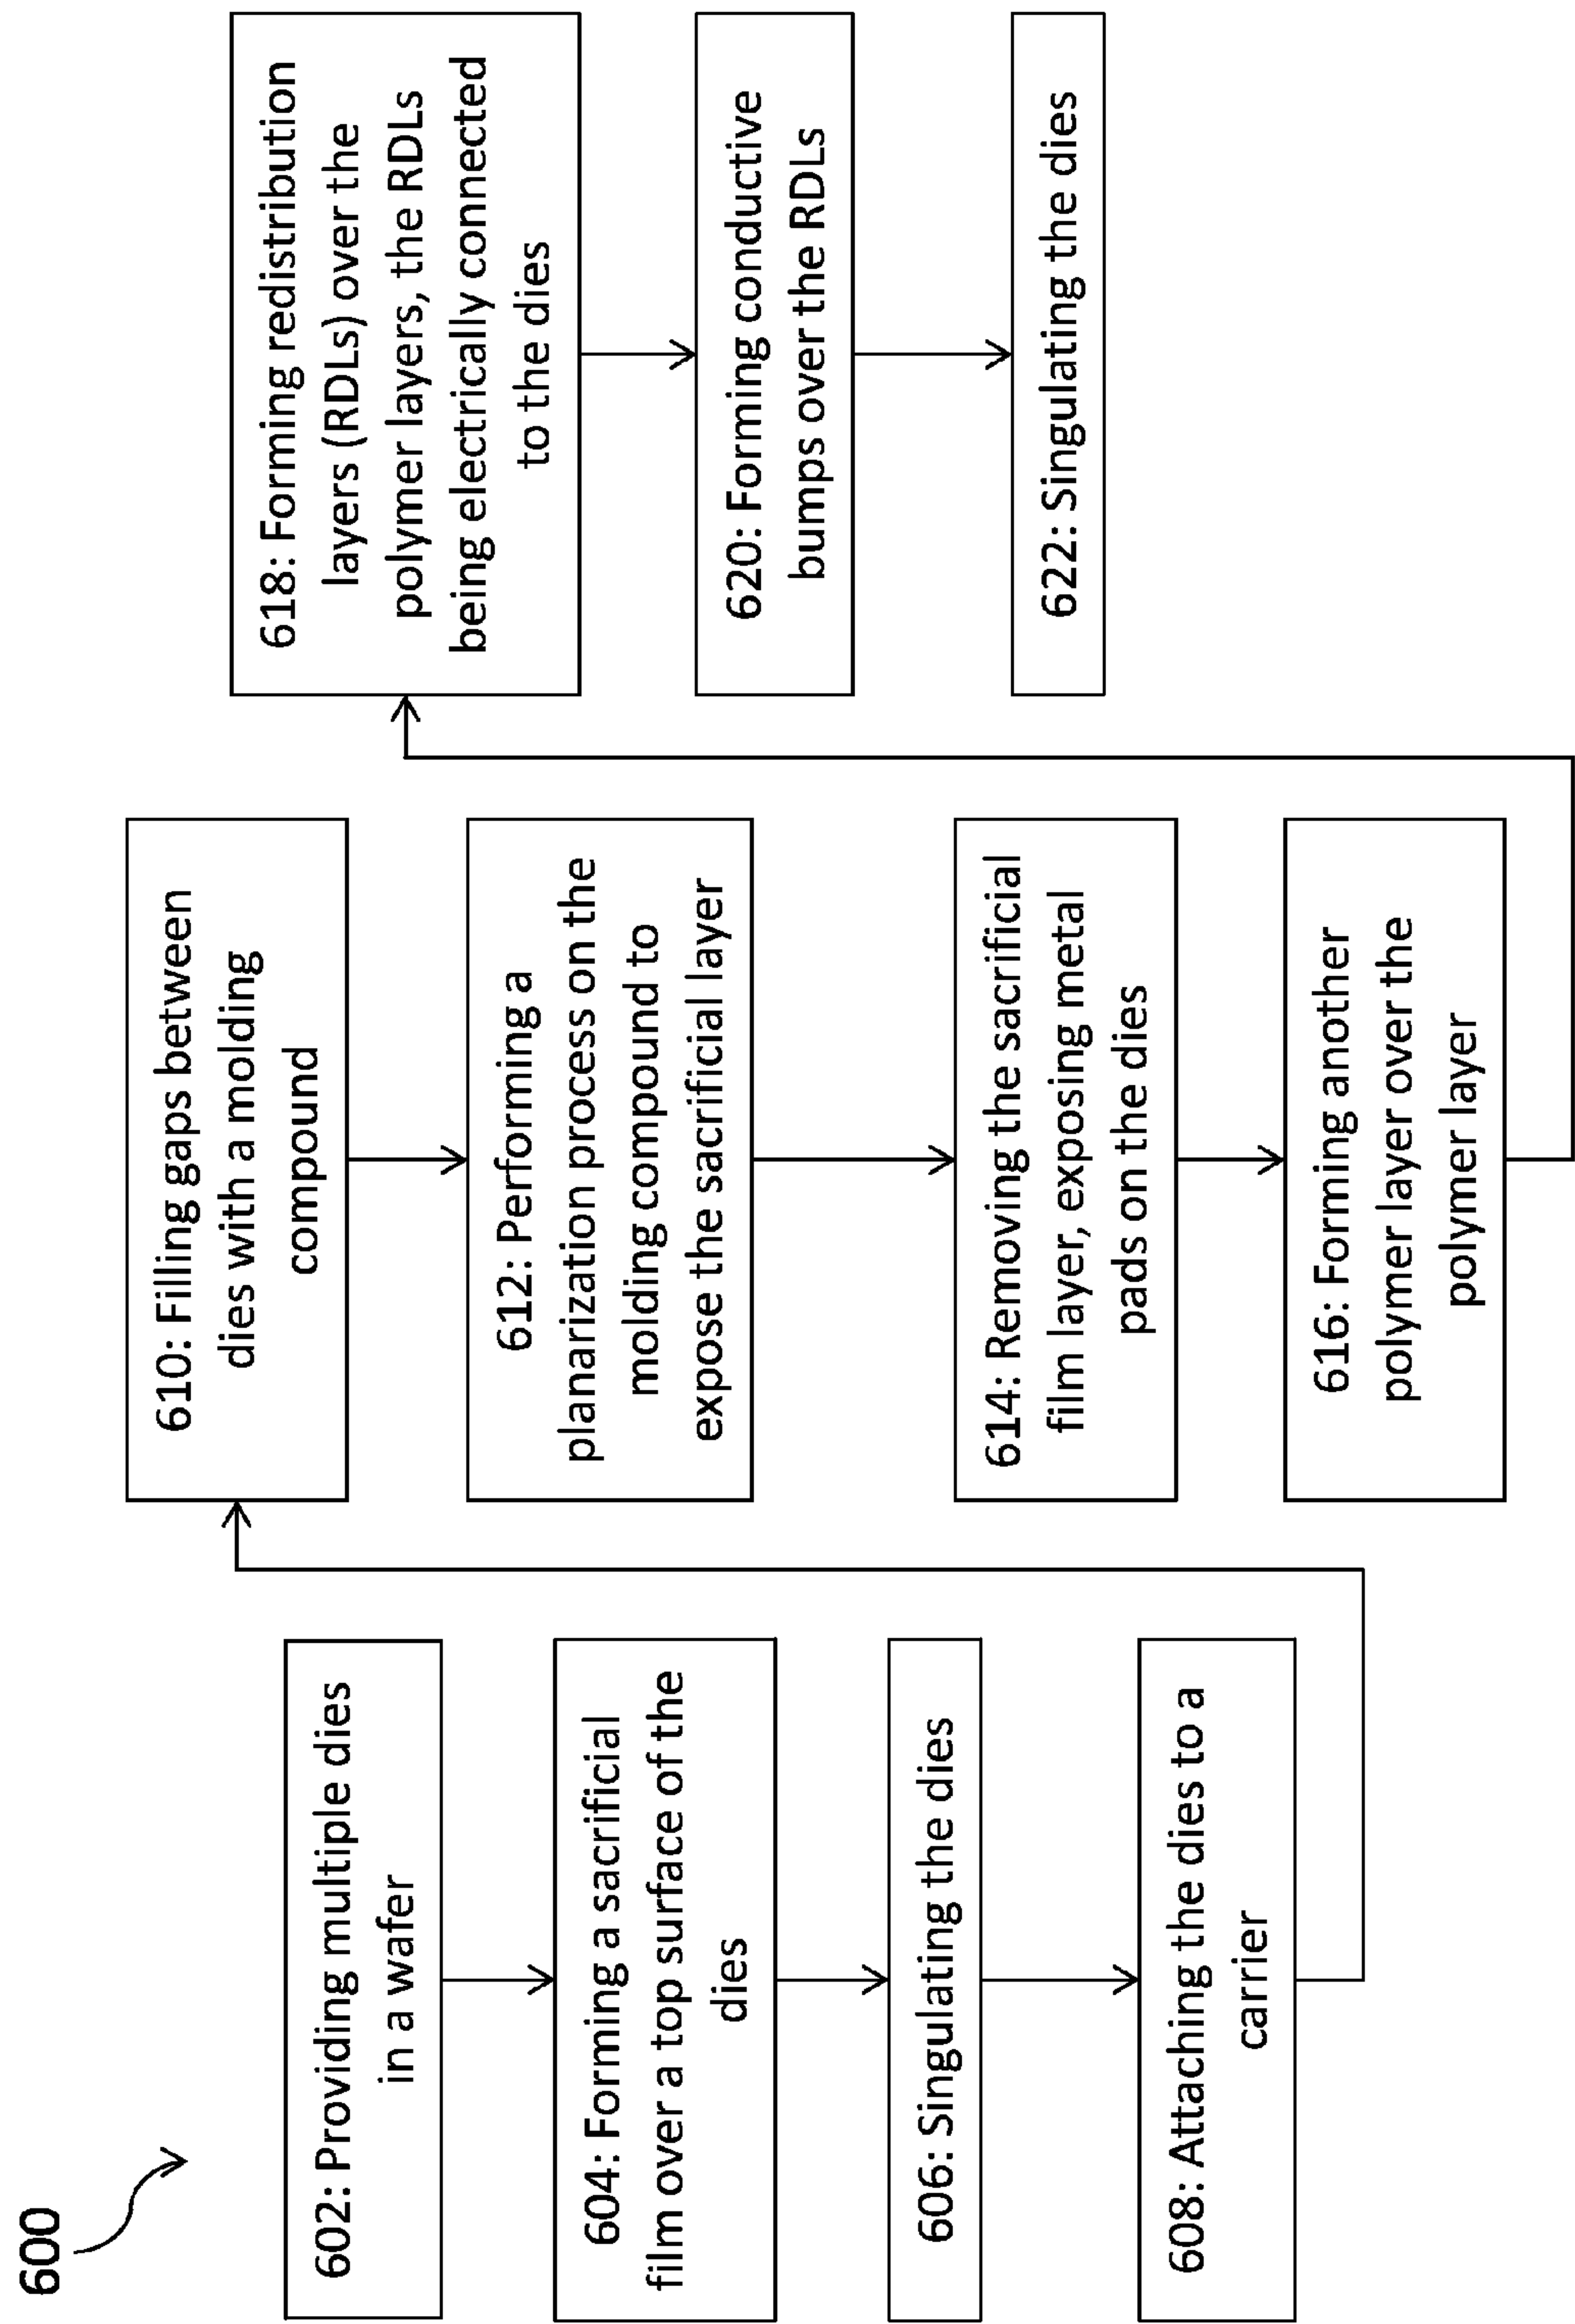 600
602: Providing multiple dies
in a wafer
604: Forming a sacrificial
film over a top surface of the
dies
606: Singulating the dies
608: Attaching the dies to a
carrier
610: Filling gaps between
dies with a molding
compound
612: Performing a
planarization process on the
molding compound to
expose the sacrificial layer
614: Removing the sacrificial
film layer, exposing metal
pads on the dies
616: Forming another
polymer layer over the
polymer layer
618: Forming redistribution
layers (RDLs) over the
polymer layers, the RDLs
being electrically connected
to the dies
620: Forming conductive
bumps over the RDLs
622: Singulating the dies